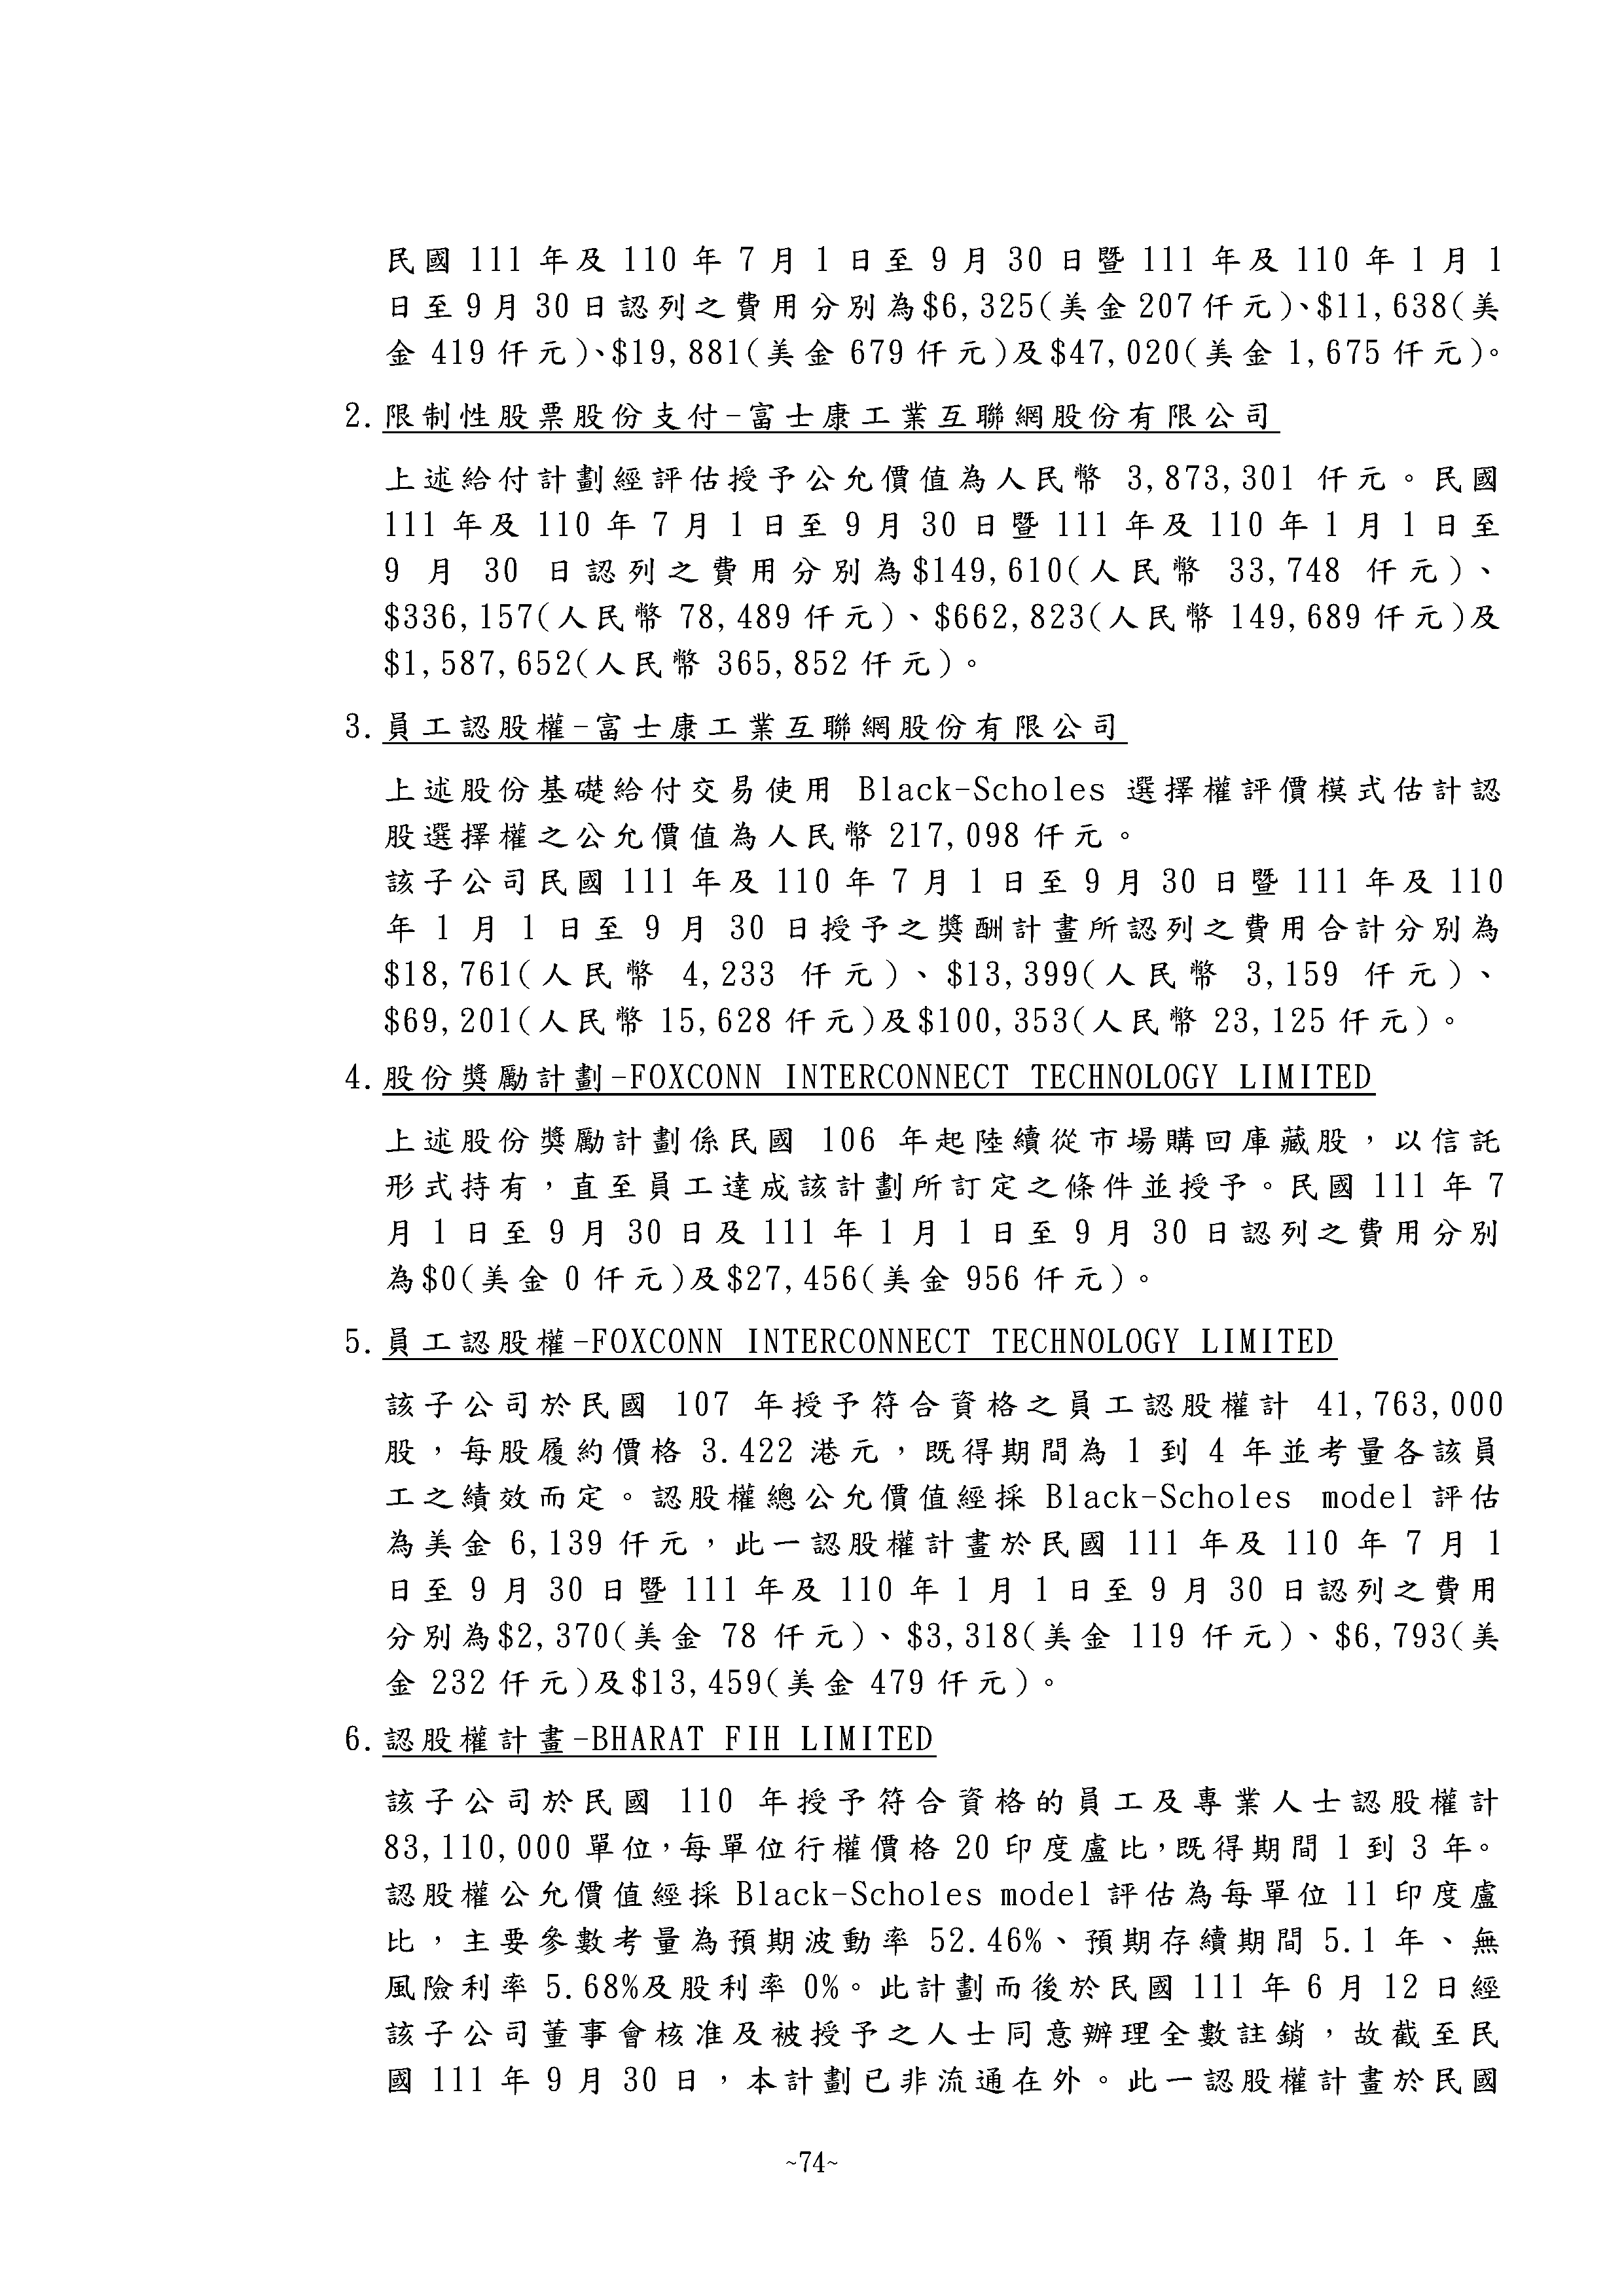 民國 111 年及 110 年 7 月 1 日至 9 月 30 日暨 111 年及 110 年 1 月 1
日至 9 月 30 日認列之費用分別為$6,325(美金 207 仟元)、$11,638(美
金 419 仟元)、$19,881(美金 679 仟元)及$47,020(美金 1,675 仟元)。
2.限制性股票股份支付-富士康工業互聯網股份有限公司
上述給付計劃經評估授予公允價值為人民幣 3,873,301 仟元。民國
111 年及 110 年 7 月 1 日至 9 月 30 日暨 111 年及 110 年 1 月 1 日至
9 月 30 日認列之費用分別為$149,610(人民幣 33,748 仟元)、
$336,157(人民幣 78,489 仟元)、$662,823(人民幣 149,689 仟元)及
$1,587,652(人民幣 365,852 仟元)。
3.員工認股權-富士康工業互聯網股份有限公司
上述股份基礎給付交易使用 Black-Scholes 選擇權評價模式估計認
股選擇權之公允價值為人民幣 217,098 仟元。
該子公司民國 111 年及 110 年 7 月 1 日至 9 月 30 日暨 111 年及 110
年 1 月 1 日至 9 月 30 日授予之獎酬計畫所認列之費用合計分別為
$18,761(人民幣 4,233 仟元)、$13,399(人民幣 3,159 仟元)、
$69,201(人民幣 15,628 仟元)及$100,353(人民幣 23,125 仟元)。
4.股份獎勵計劃-FOXCONN INTERCONNECT TECHNOLOGY LIMITED
上述股份獎勵計劃係民國 106 年起陸續從市場購回庫藏股，以信託
形式持有，直至員工達成該計劃所訂定之條件並授予。民國 111 年 7
月 1 日至 9 月 30 日及 111 年 1 月 1 日至 9 月 30 日認列之費用分別
為$0(美金 0 仟元)及$27,456(美金 956 仟元)。
5.員工認股權-FOXCONN INTERCONNECT TECHNOLOGY LIMITED
該子公司於民國 107 年授予符合資格之員工認股權計 41,763,000
股，每股履約價格 3.422 港元，既得期間為 1 到 4 年並考量各該員
工之績效而定。認股權總公允價值經採 Black-Scholes model 評估
為美金 6,139 仟元，此一認股權計畫於民國 111 年及 110 年 7 月 1
日至 9 月 30 日暨 111 年及 110 年 1 月 1 日至 9 月 30 日認列之費用
分別為$2,370(美金 78 仟元)、$3,318(美金 119 仟元)、$6,793(美
金 232 仟元)及$13,459(美金 479 仟元)。
6.認股權計畫-BHARAT FIH LIMITED
該子公司於民國 110 年授予符合資格的員工及專業人士認股權計
83,110,000 單位，每單位行權價格 20 印度盧比，既得期間 1 到 3 年。
認股權公允價值經採 Black-Scholes model 評估為每單位 11 印度盧
比，主要參數考量為預期波動率 52.46%、預期存續期間 5.1 年、無
風險利率 5.68%及股利率 0%。此計劃而後於民國 111 年 6 月 12 日經
該子公司董事會核准及被授予之人士同意辦理全數註銷，故截至民
國 111 年 9 月 30 日，本計劃已非流通在外。此一認股權計畫於民國
~74~